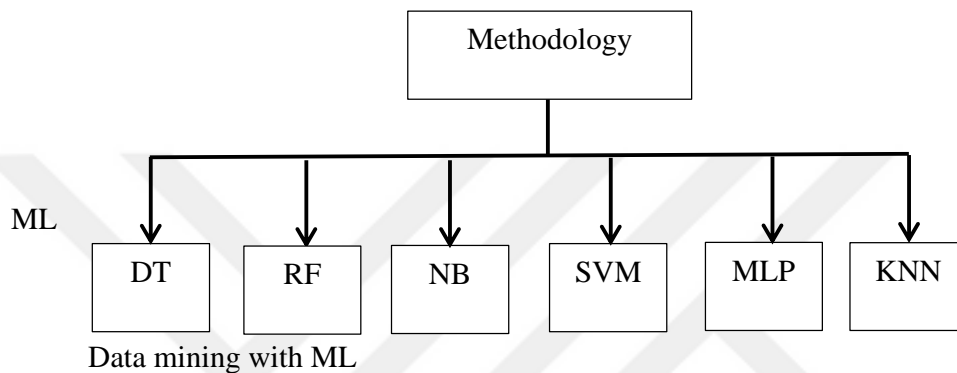 Methodology
ML
DT RF NB SVM MLP KNN
Data mining with ML